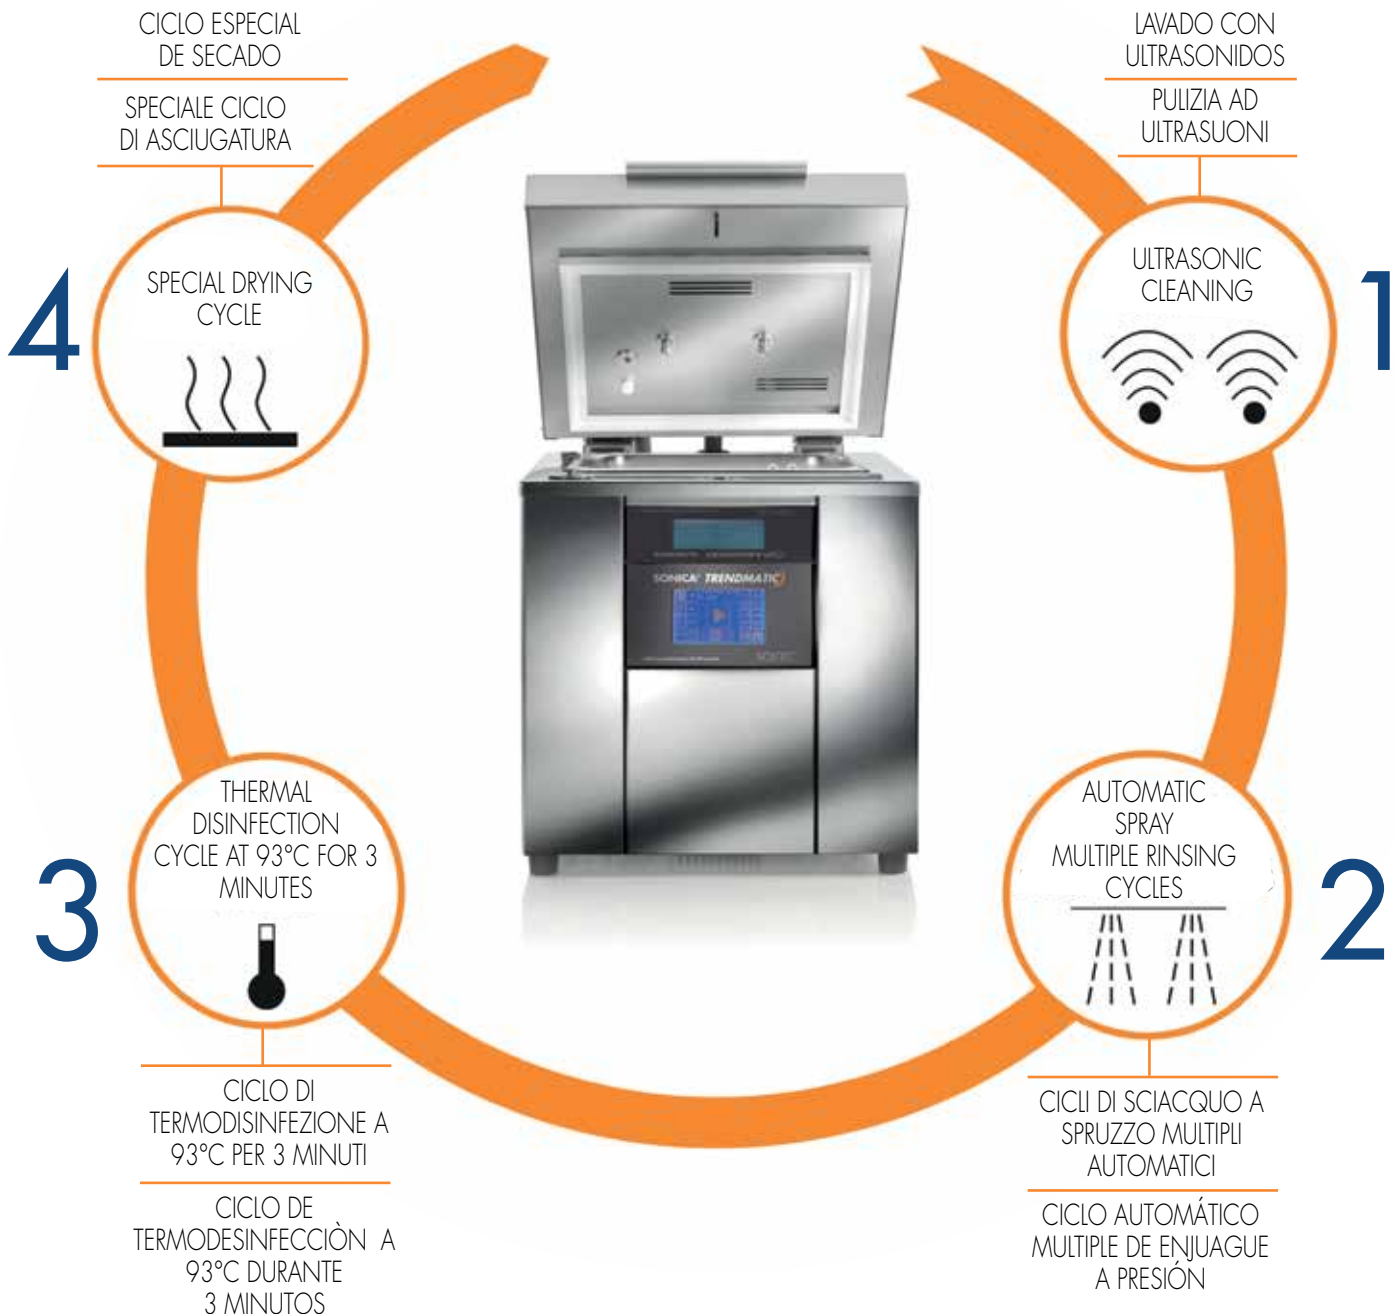 CICLO ESPECIAL
DE SECADO
SPECIALE CICLO
DI ASCIUGATURA
SPECIAL DRYING
CYCLE
4
LAVADO CON
ULTRASONIDOS
PULIZIA AD
ULTRASUONI
ULTRASONIC
CLEANING
1
SONICA® TRENDMATIC
THERMAL
DISINFECTION
CYCLE AT 93°C FOR 3
MINUTES
3
CICLO DI
TERMODISINFEZIONE A
93°C PER 3 MINUTI
CICLO DE
TERMODESINFECCIÒN A
93°C DURANTE
3 MINUTOS
AUTOMATIC
SPRAY
MULTIPLE RINSING
CYCLES
2
CICLI DI SCIACQUO A
SPRUZZO MULTIPLI
AUTOMATICI
CICLO AUTOMÁTICO
MULTIPLE DE ENJUAGUE
A PRESIÓN